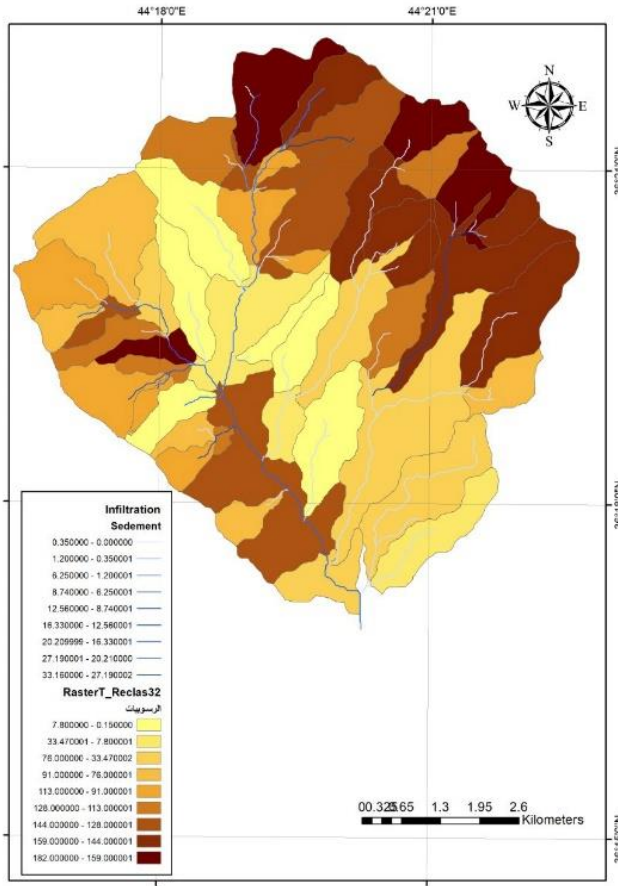 44°18'0"E 44°21'0"E
N
W E
S
Infiltration
Sedement
0.350000 - 0.000000
1.200000 - 0.350001
6.250000 - 1.200001
8.740000 - 6.250001
12.560000 - 8.740001
16.330000 - 12.560001
20.209999 - 16.330001
27.190001 - 20.210000
33.160000 - 27.190002
RasterT_Reclas32
الرسوبيات
7.800000 - 0.150000
33.470001 - 7.800001
76.000000 - 33.470002
91.000000 - 76.000001
113.000000 - 91.000001
128.000000 - 113.000001
144.000000 - 128.000001
159.000000 - 144.000001
182.000000 - 159.000001
00.3250.65 1.3 1.95 2.6
Kilometers